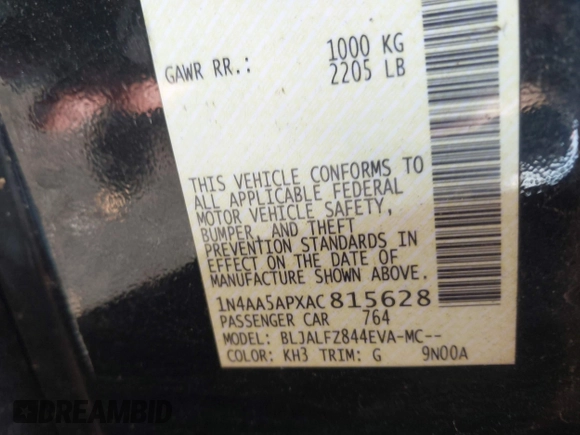 GAWR RR.: 1000 KG
2205 LB
THIS VEHICLE CONFORMS TO
ALL APPLICABLE FEDERAL
MOTOR VEHICLE SAFETY,
BUMPER, AND THEFT
PREVENTION STANDARDS IN
EFFECT ON THE DATE OF
MANUFACTURE SHOWN ABOVE.
1N4AA5APXAC815628
PASSENGER CAR 764
MODEL: BLJALFZ844EVA-MC--
COLOR: KH3 TRIM: G 9N00A
DREAMBID